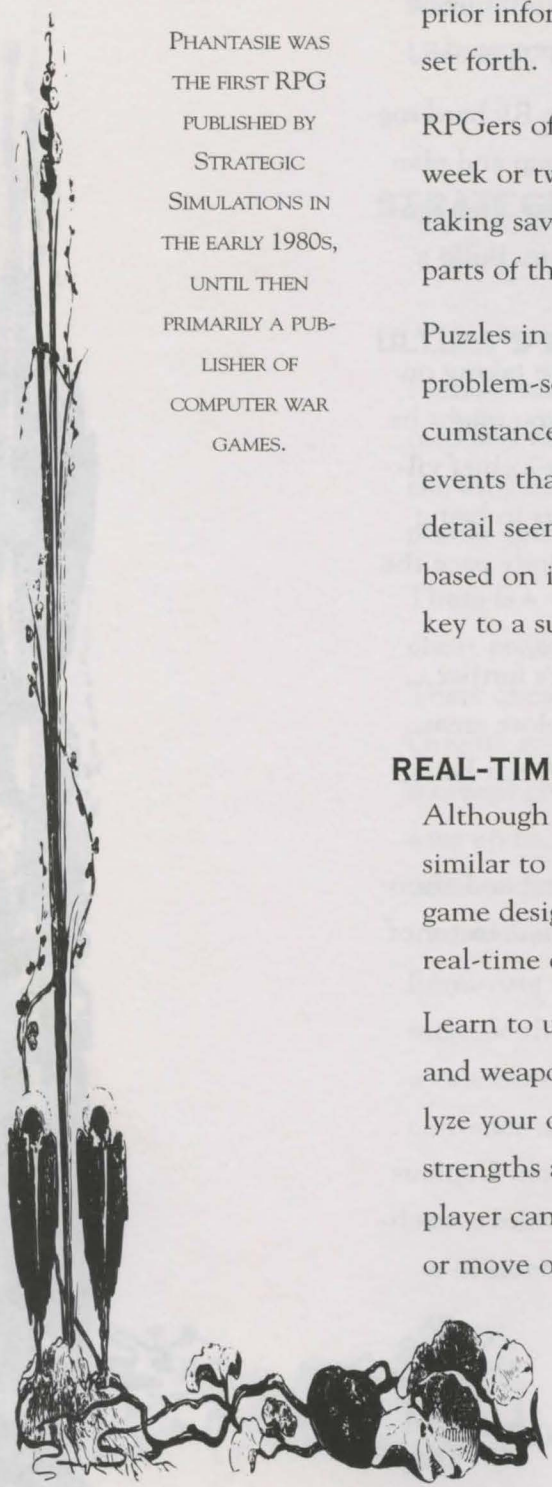 PHANTASIE WAS
THE FIRST RPG
PUBLISHED BY
STRATEGIC
SIMULATIONS IN
THE EARLY 1980S,
UNTIL THEN
PRIMARILY A PUB-
LISHER OF
COMPUTER WAR
GAMES.
prior infor
set forth.
RPGers of
week or tw
taking sav
parts of th
Puzzles in
problem-so
cumstance
events tha
detail seen
based on i
key to a su
REAL-TIM
Although
similar to
game desig
real-time
Learn to u
and weapo
lyze your
strengths a
player can
or move o